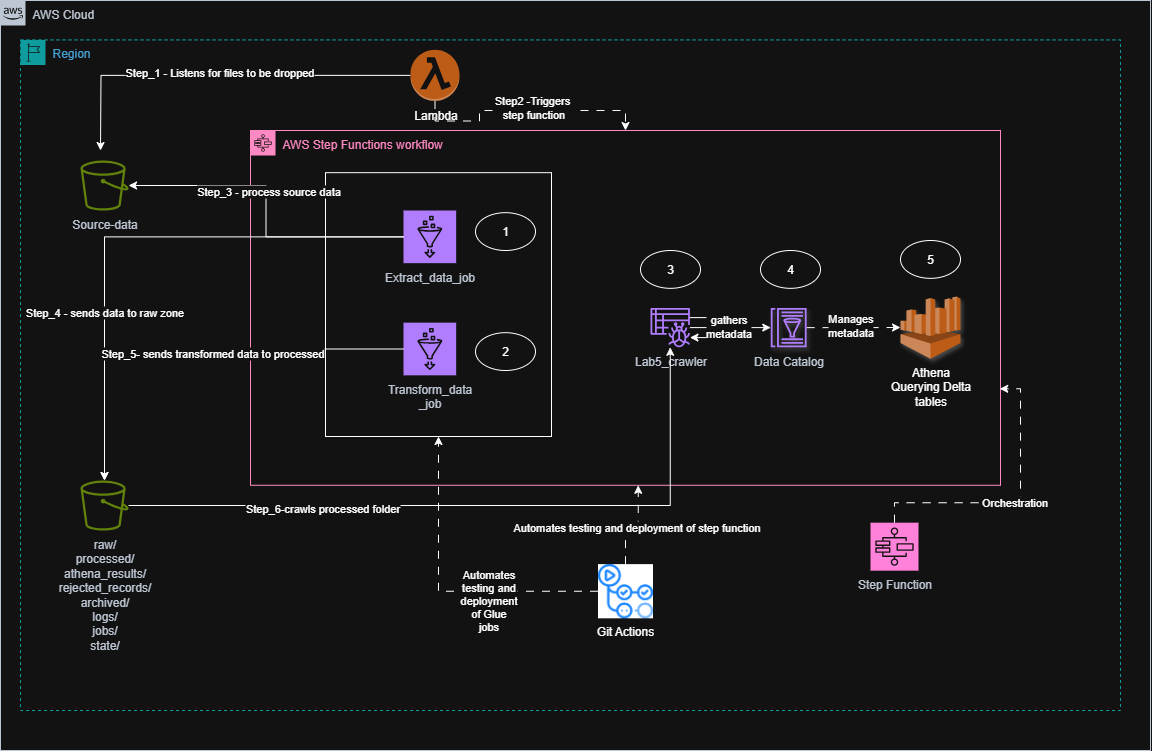 aws
AWS Cloud
Region
Step_1 - Listens for files to be dropped
Lambda
Step2 -Triggers
step function
AWS Step Functions workflow
Source-data
Step_3 - process source data
1
Extract_data_job
Step_4 - sends data to raw zone
Step_5- sends transformed data to processed
2
Transform_data
_job
3
4
5
gathers
metadata
Manages
metadata
Lab5_crawler
Data Catalog
Athena
Querying Delta
tables
Step_6-crawls processed folder
raw/
processed/
athena_results/
rejected_records/
archived/
logs/
jobs/
state/
Automates testing and deployment of step function
Automates
testing and
deployment
of Glue
jobs
Git Actions
Orchestration
Step Function